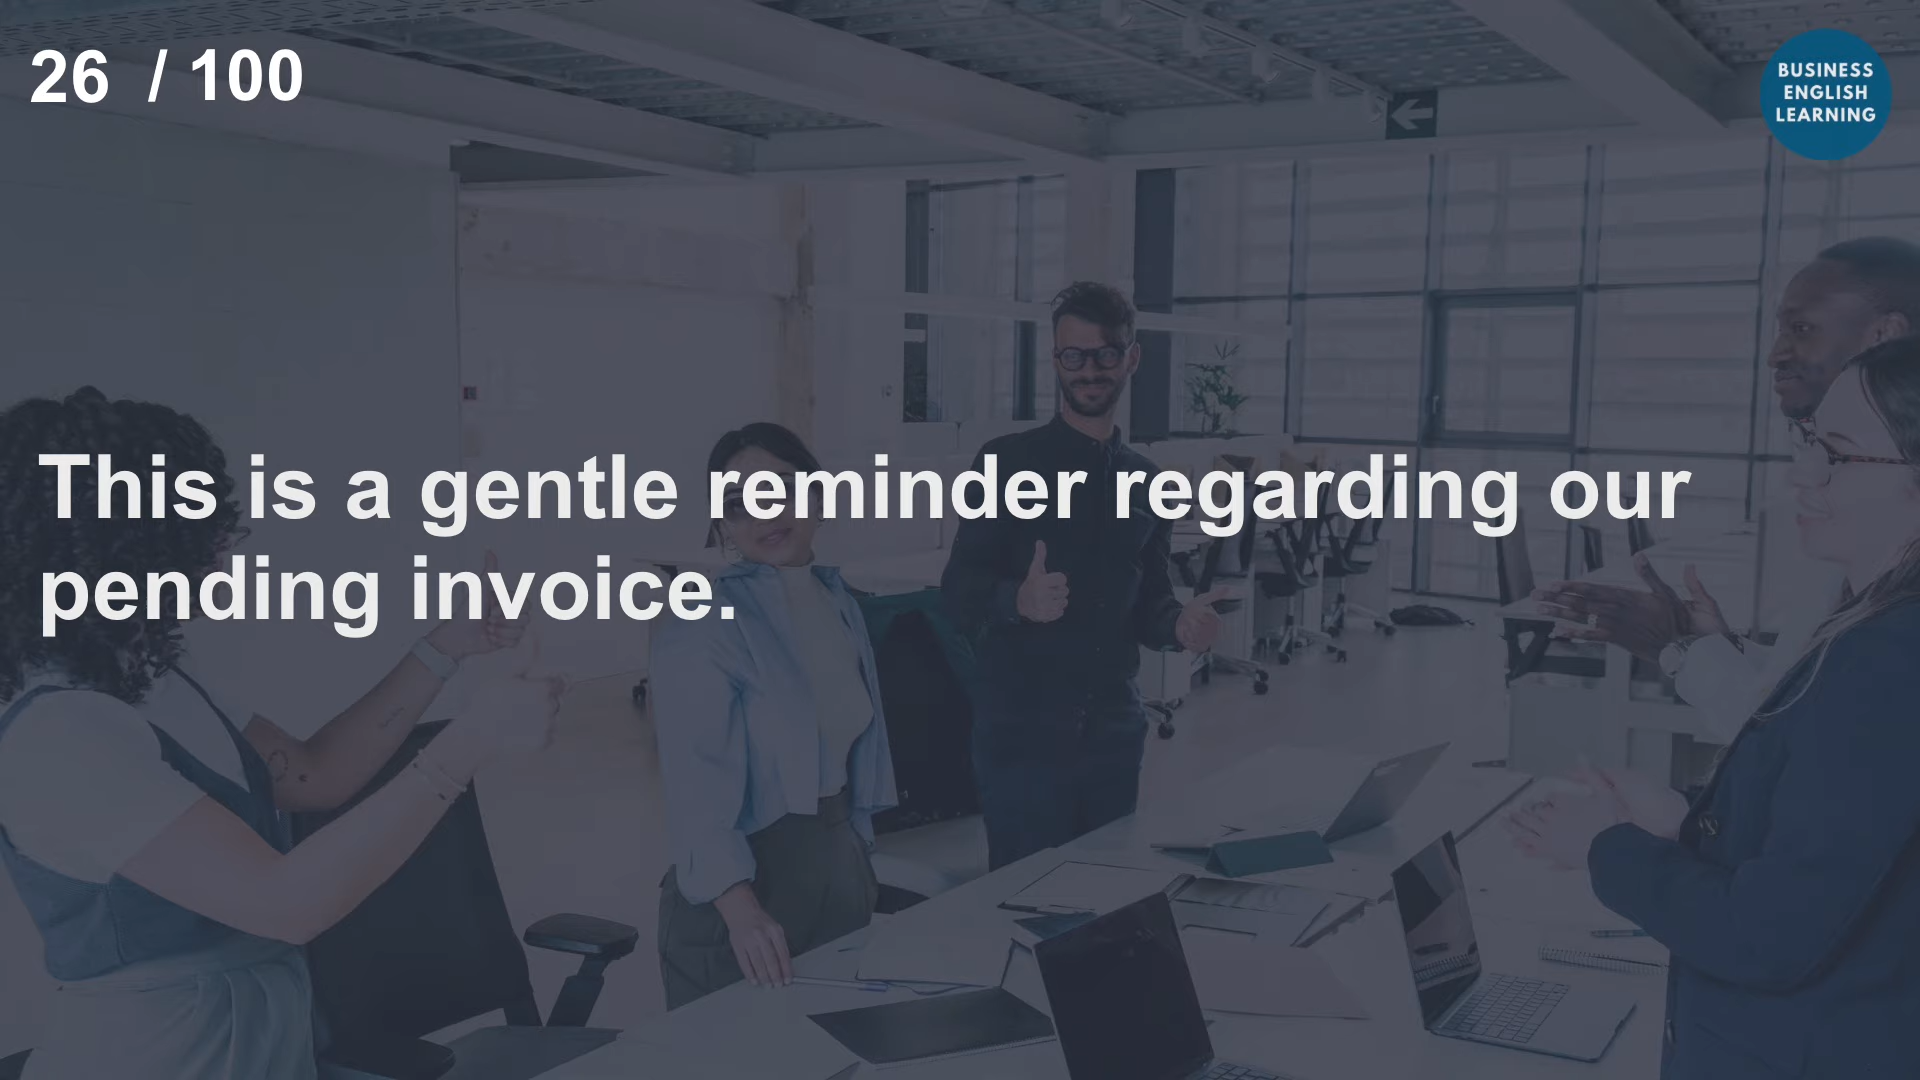 26 / 100
BUSINESS
ENGLISH
LEARNING
This is a gentle reminder regarding our
pending invoice.